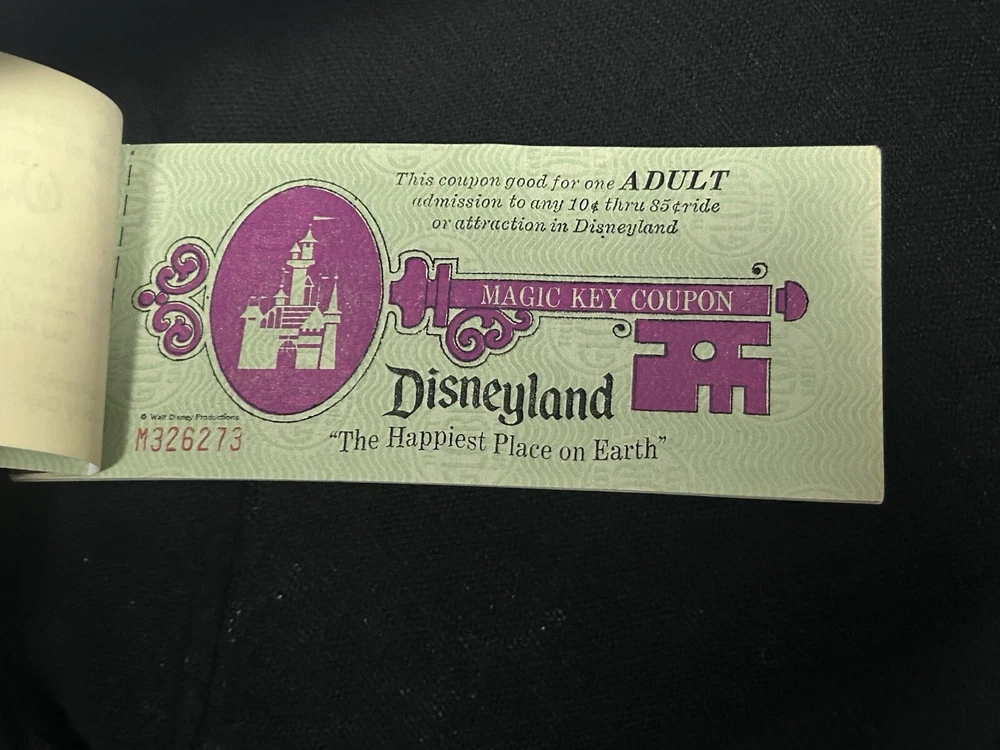 This coupon good for one ADULT
admission to any 10¢ thru 85¢ ride
or attraction in Disneyland
MAGIC KEY COUPON
Disneyland
"The Happiest Place on Earth"
© Walt Disney Productions
M326273